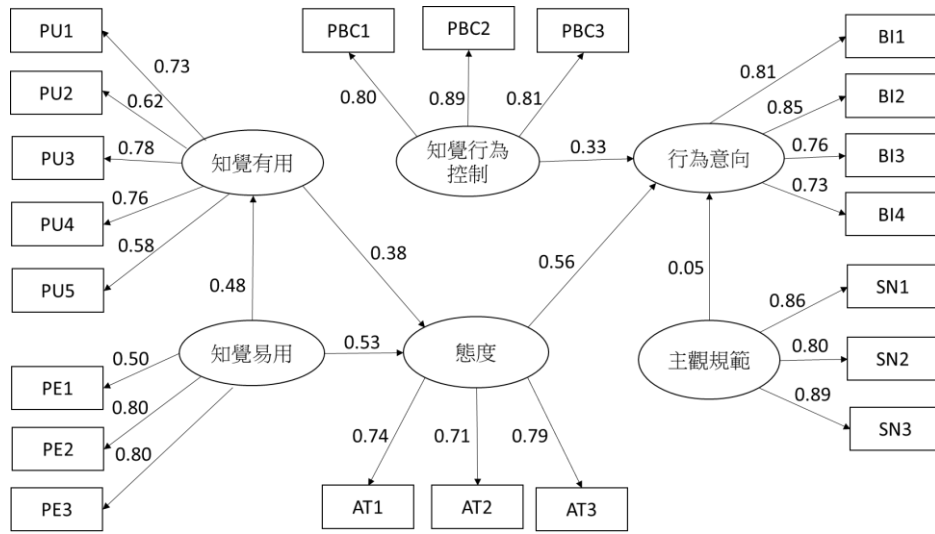 PU1
PBC1
PBC2
PBC3
BI1
0.73
0.81
PU2
0.62
0.80
0.89
0.81
0.85
BI2
PU3
0.78
知覺有用
知覺行為
控制
0.33
行為意向
0.76
BI3
PU4
0.76
0.73
BI4
0.58
0.38
0.56
PU5
0.48
0.05
SN1
0.86
知覺易用
0.53
態度
主觀規範
0.80
SN2
PE1
0.50
0.89
0.80
SN3
PE2
0.74
0.71
0.79
0.80
PE3
AT1
AT2
AT3